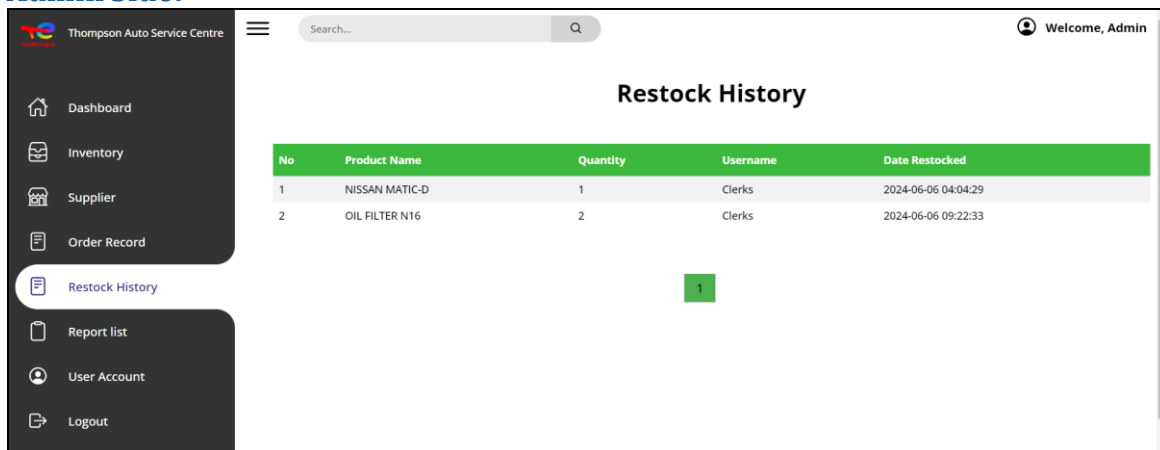 Admin Side:
Thompson Auto Service Centre
Search...
Welcome, Admin
Dashboard
Inventory
Supplier
Order Record
Restock History
Report list
User Account
Logout
Restock History
No Product Name Quantity Username Date Restocked
1 NISSAN MATIC-D 1 Clerks 2024-06-06 04:04:29
2 OIL FILTER N16 2 Clerks 2024-06-06 09:22:33
1